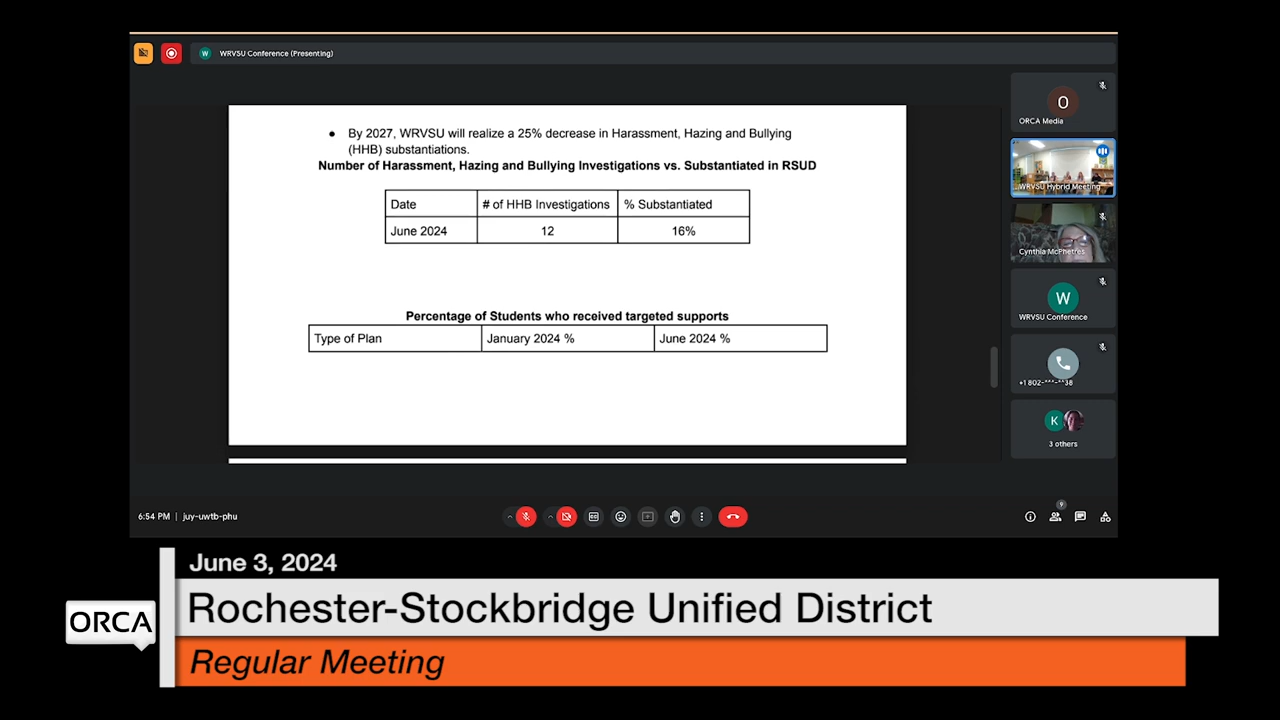 W WRVSU Conference (Presenting)
• By 2027, WRVSU will realize a 25% decrease in Harassment, Hazing and Bullying
(HHB) substantiations.
Number of Harassment, Hazing and Bullying Investigations vs. Substantiated in RSUD
Date # of HHB Investigations % Substantiated
June 2024 12 16%
Percentage of Students who received targeted supports
Type of Plan January 2024 % June 2024 %
O
ORCA Media
WRVSU Hybrid Meeting
Cynthia McPhetres
W
WRVSU Conference
+1 802-***-**38
K
3 others
6:54 PM | juy-uwtb-phu
9
June 3, 2024
ORCA
Rochester-Stockbridge Unified District
Regular Meeting